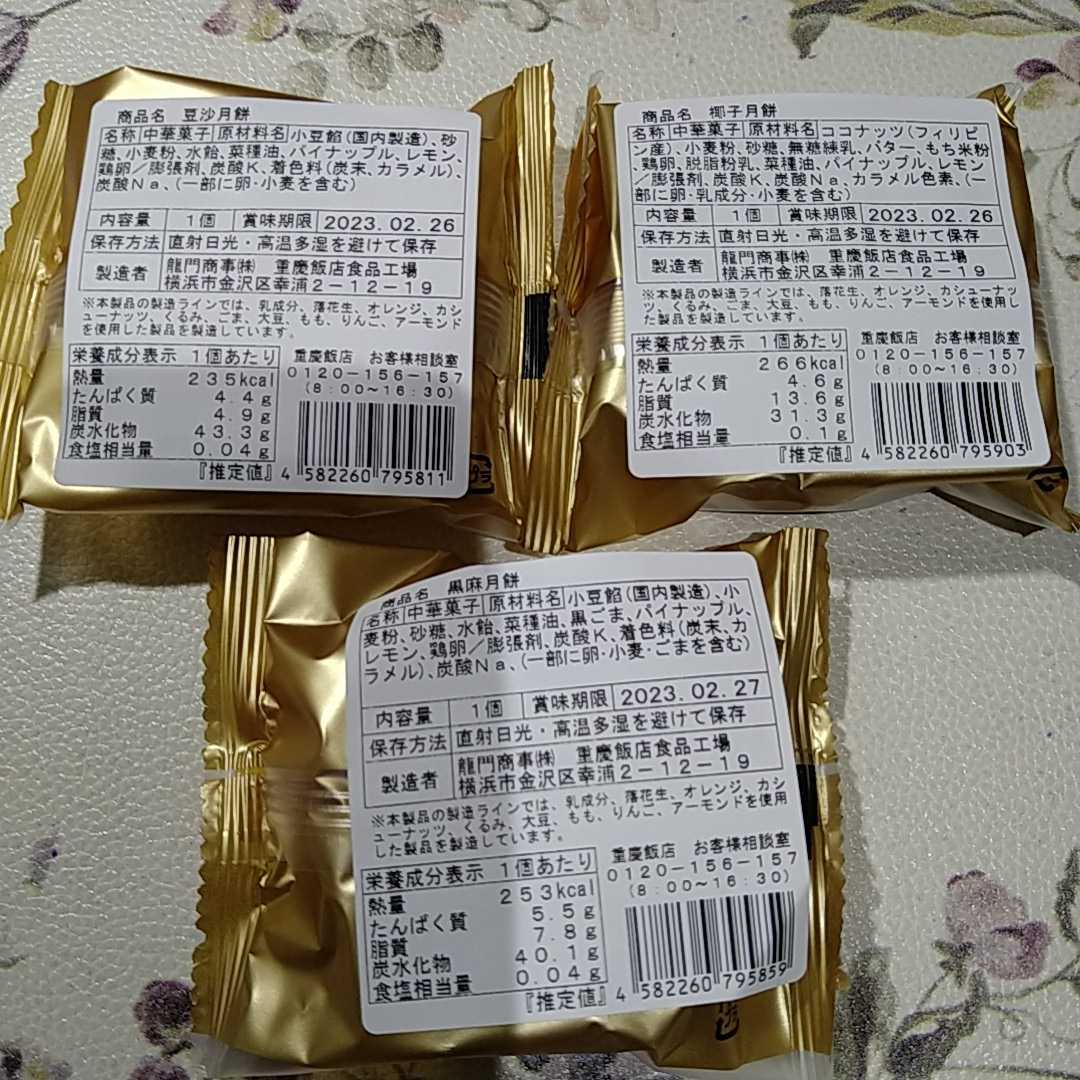 商品名 豆沙月餅
名称 中華菓子 原材料名 小豆餡(国内製造)、砂
糖、小麦粉、水飴、菜種油、パイナップル、レモン、
鶏卵/膨張剤、炭酸K、着色料(炭末、カラメル)、
炭酸Na、(一部に卵・小麦を含む)
内容量 1個 賞味期限 2023.02.26
保存方法 直射日光・高温多湿を避けて保存
製造者 龍門商事㈱ 重慶飯店食品工場
横浜市金沢区幸浦2-12-19
※本製品の製造ラインでは、乳成分、落花生、オレンジ、カシ
ューナッツ、くるみ、ごま、大豆、もも、りんご、アーモンド
を使用した製品を製造しています。
栄養成分表示 1個あたり
熱量 235kcal
たんぱく質 4.4g
脂質 4.9g
炭水化物 43.3g
食塩相当量 0.04g
『推定値』
重慶飯店 お客様相談室
0120-156-157
(8:00~16:30)
4 582260 795811
プラ
商品名 椰子月餅
名称 中華菓子 原材料名 ココナッツ(フィリピ
ン産)、小麦粉、砂糖、無糖練乳、バター、もち米粉
、鶏卵、脱脂粉乳、菜種油、パイナップル、レモン
/膨張剤、炭酸K、炭酸Na、カラメル色素、(一
部に卵・乳成分・小麦を含む)
内容量 1個 賞味期限 2023.02.26
保存方法 直射日光・高温多湿を避けて保存
製造者 龍門商事㈱ 重慶飯店食品工場
横浜市金沢区幸浦2-12-19
※本製品の製造ラインでは、落花生、オレンジ、カシューナッ
ツ、くるみ、ごま、大豆、もも、りんご、アーモンドを使用し
た製品を製造しています。
栄養成分表示 1個あたり
熱量 266kcal
たんぱく質 4.6g
脂質 13.6g
炭水化物 31.3g
食塩相当量 0.1g
『推定値』
重慶飯店 お客様相談室
0120-156-157
(8:00~16:30)
4 582260 795903
商品名 黒麻月餅
名称 中華菓子 原材料名 小豆餡(国内製造)、小
麦粉、砂糖、水飴、菜種油、黒ごま、パイナップル、
レモン、鶏卵/膨張剤、炭酸K、着色料(炭末、カ
ラメル)、炭酸Na、(一部に卵・小麦・ごまを含む)
内容量 1個 賞味期限 2023.02.27
保存方法 直射日光・高温多湿を避けて保存
製造者 龍門商事㈱ 重慶飯店食品工場
横浜市金沢区幸浦2-12-19
※本製品の製造ラインでは、乳成分、落花生、オレンジ、カシ
ューナッツ、くるみ、大豆、もも、りんご、アーモンドを使用
した製品を製造しています。
栄養成分表示 1個あたり
熱量 253kcal
たんぱく質 5.5g
脂質 7.8g
炭水化物 40.1g
食塩相当量 0.04g
『推定値』
重慶飯店 お客様相談室
0120-156-157
(8:00~16:30)
4 582260 795859